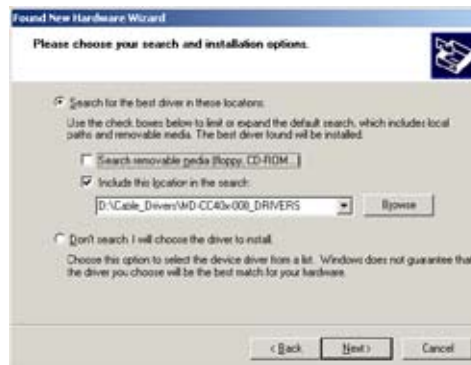 Found New Hardware Wizard
Please choose your search and installation options.
Search for the best driver in these locations.
Use the check boxes below to limit or expand the default search, which includes local
paths and removable media. The best driver found will be installed.
Search removable media (floppy, CD-ROM...)
Include this location in the search:
Browse
Don't search. I will choose the driver to install.
Choose this option to select the device driver from a list. Windows does not guarantee that
the driver you choose will be the best match for your hardware.
< Back
Next >
Cancel